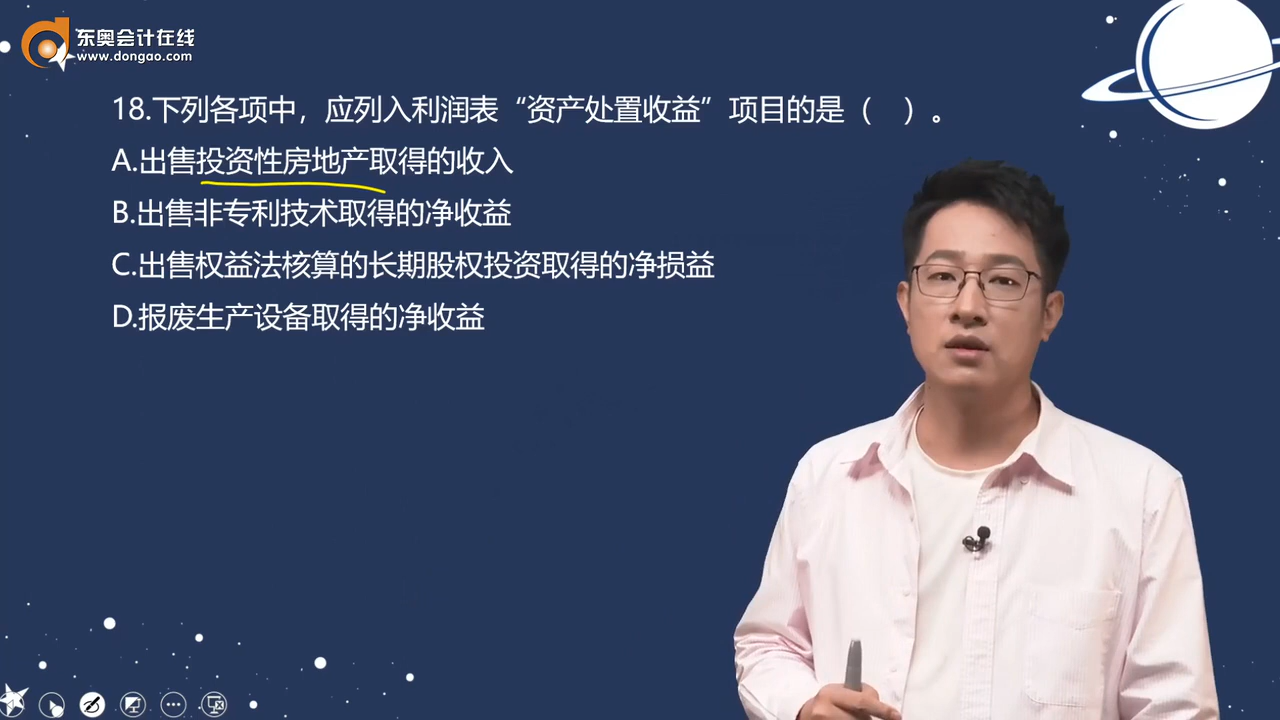 东奥会计在线
www.dongao.com
18.下列各项中，应列入利润表“资产处置收益”项目的是（　）。
A.出售投资性房地产取得的收入
B.出售非专利技术取得的净收益
C.出售权益法核算的长期股权投资取得的净损益
D.报废生产设备取得的净收益